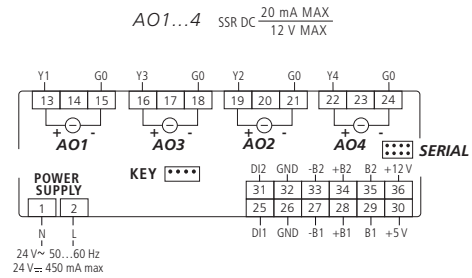 AO1...4 SSR DC 20 mA MAX
12 V MAX
Y1 G0 Y3 G0 Y2 G0 Y4 G0
13 14 15 16 17 18 19 20 21 22 23 24
+ - + - + - + -
AO1 AO3 AO2 AO4
SERIAL
KEY
DI2 GND -B2 +B2 B2 +12 V
POWER
SUPPLY
31 32 33 34 35 36
1 2 25 26 27 28 29 30
N L DI1 GND -B1 +B1 B1 +5 V
24 V~ 50...60 Hz
24 V⎓ 450 mA max